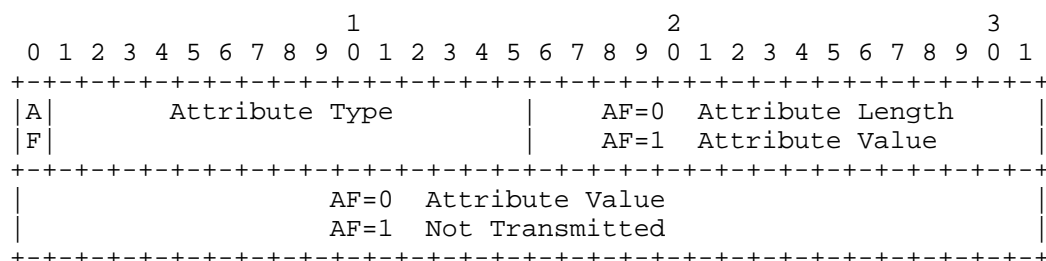 1                   2                   3
 0 1 2 3 4 5 6 7 8 9 0 1 2 3 4 5 6 7 8 9 0 1 2 3 4 5 6 7 8 9 0 1
+-+-+-+-+-+-+-+-+-+-+-+-+-+-+-+-+-+-+-+-+-+-+-+-+-+-+-+-+-+-+-+-+
|A|       Attribute Type        |    AF=0  Attribute Length     |
|F|                             |    AF=1  Attribute Value      |
+-+-+-+-+-+-+-+-+-+-+-+-+-+-+-+-+-+-+-+-+-+-+-+-+-+-+-+-+-+-+-+-+
|                   AF=0  Attribute Value                       |
|                   AF=1  Not Transmitted                       |
+-+-+-+-+-+-+-+-+-+-+-+-+-+-+-+-+-+-+-+-+-+-+-+-+-+-+-+-+-+-+-+-+